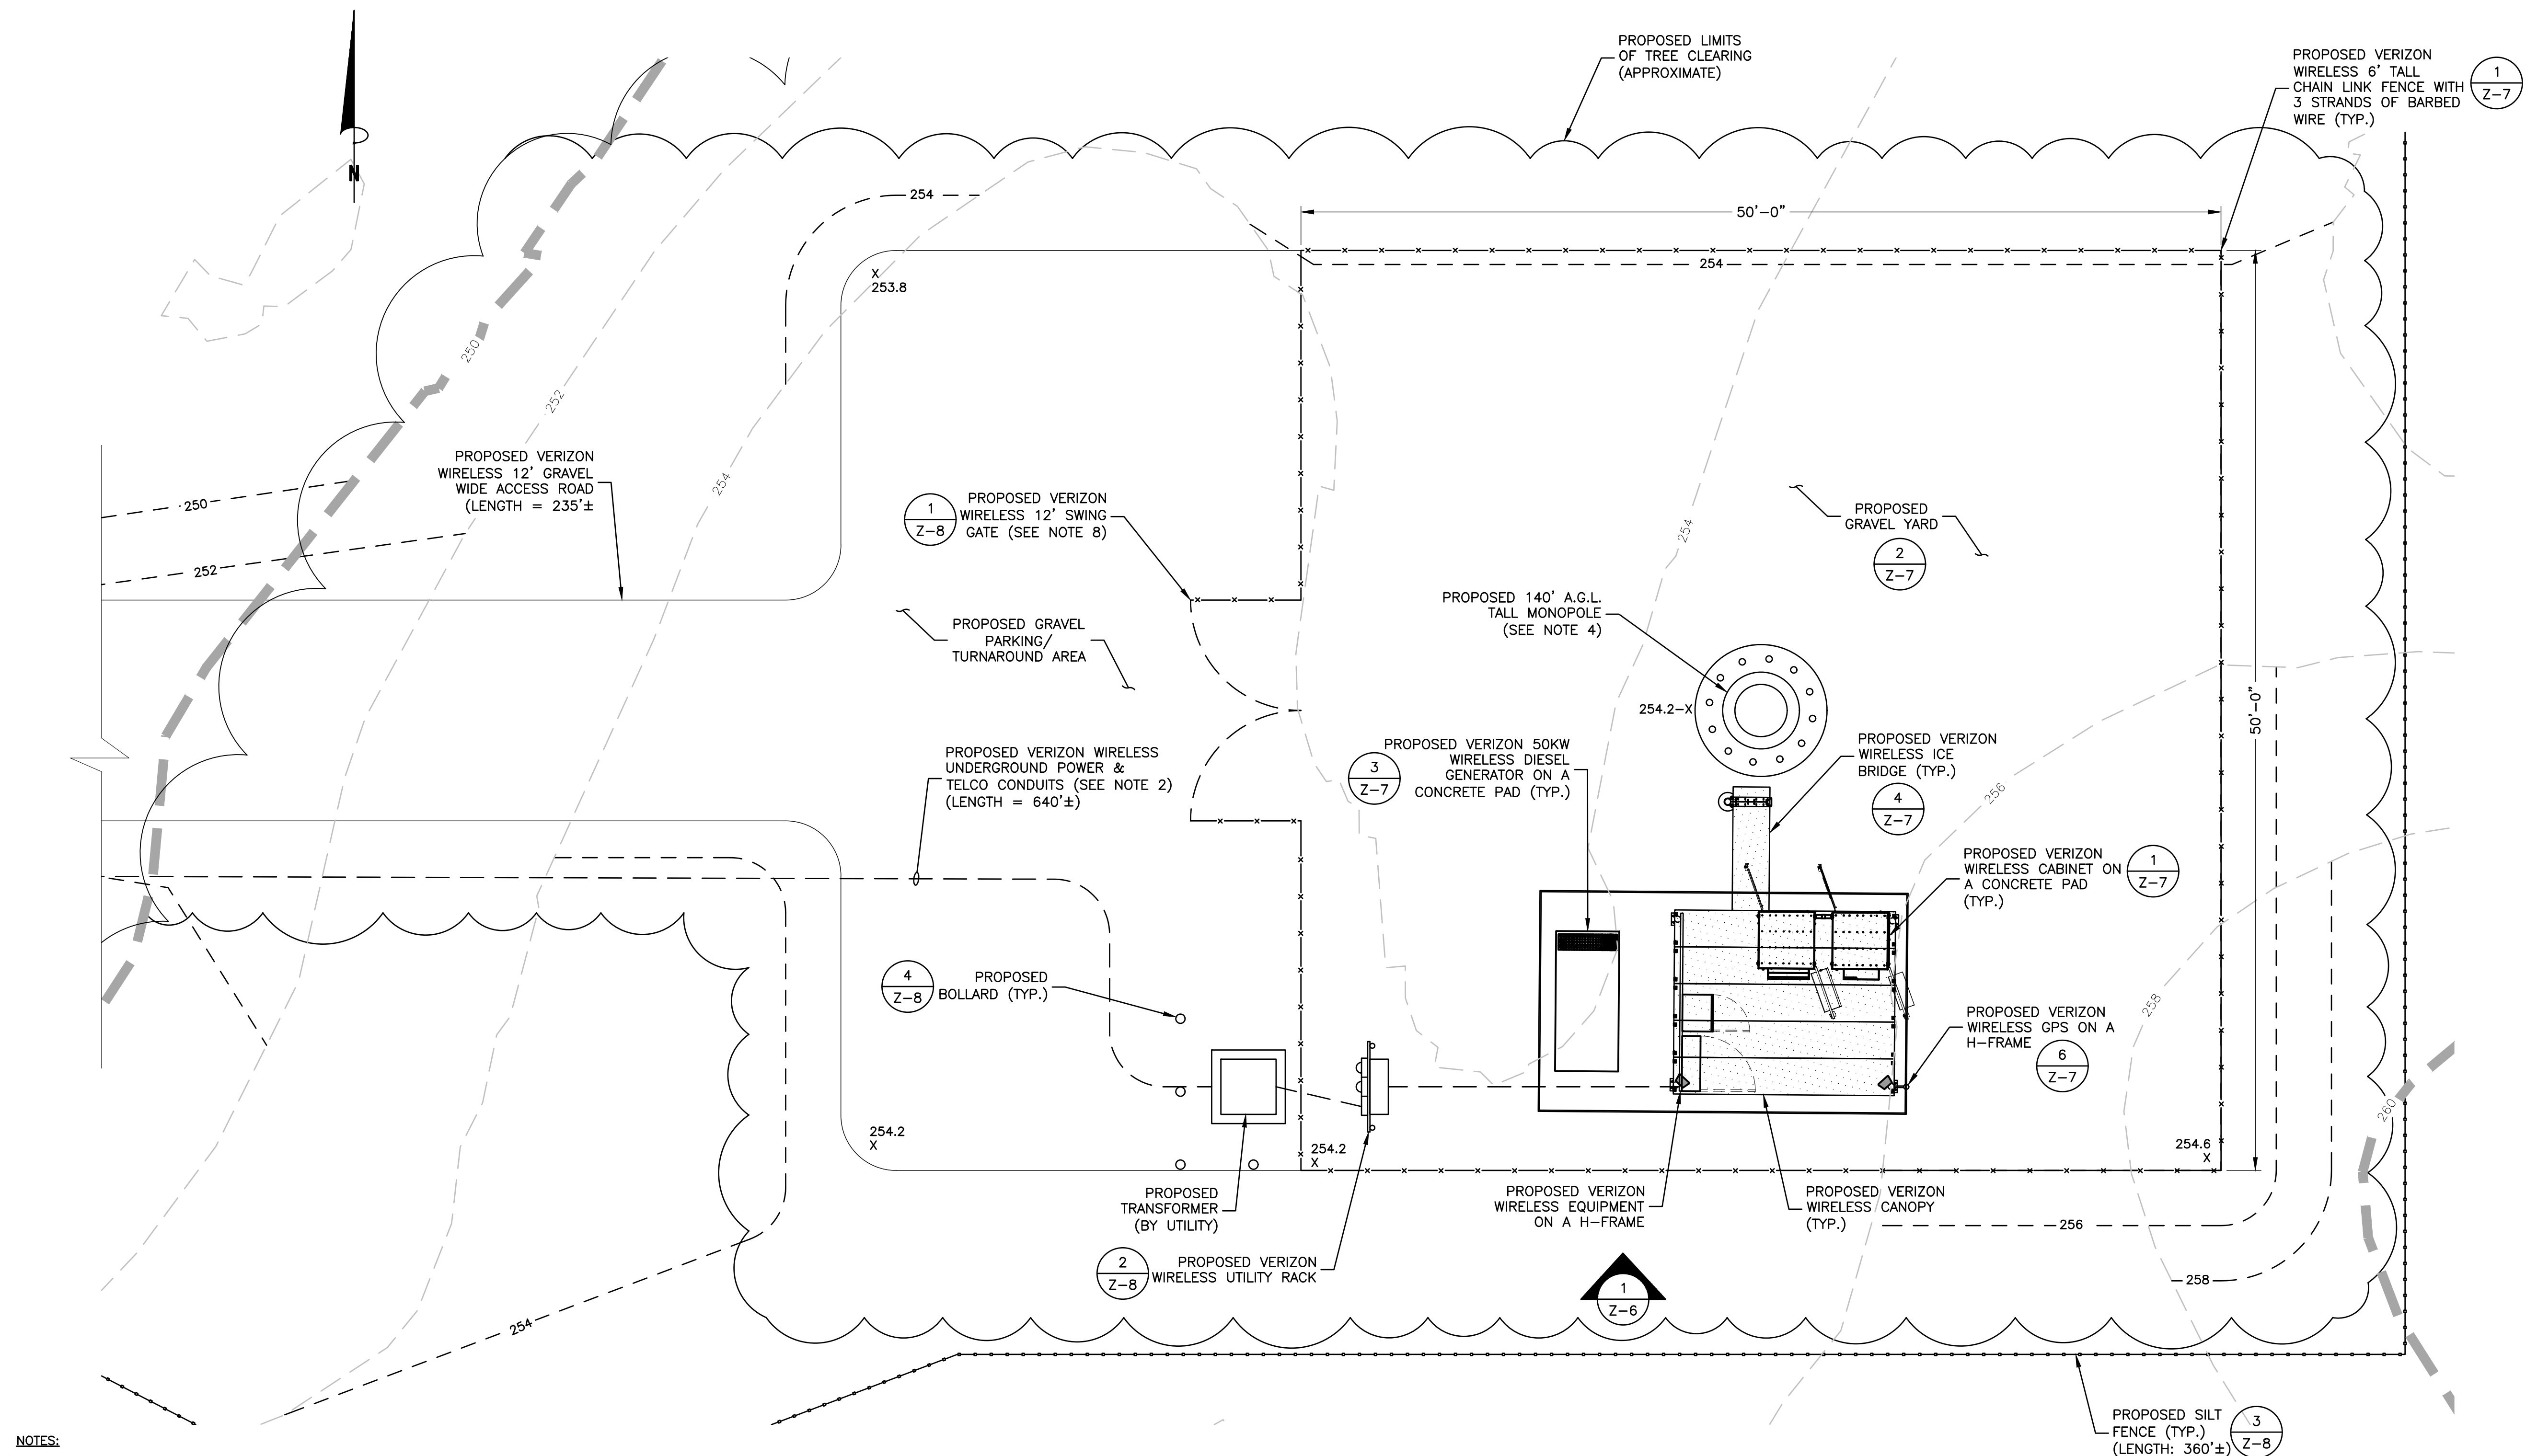 PROPOSED LIMITS
OF TREE CLEARING
(APPROXIMATE)
PROPOSED VERIZON
WIRELESS 6' TALL
CHAIN LINK FENCE WITH
3 STRANDS OF BARBED
WIRE (TYP.)
1
Z-7
N
254
50'-0"
254
X
253.8
250
252
254
PROPOSED VERIZON
WIRELESS 12' GRAVEL
WIDE ACCESS ROAD
(LENGTH = 235'±
250
252
1
Z-8
PROPOSED VERIZON
WIRELESS 12' SWING
GATE (SEE NOTE 8)
254
PROPOSED
GRAVEL YARD
2
Z-7
PROPOSED GRAVEL
PARKING/
TURNAROUND AREA
PROPOSED 140' A.G.L.
TALL MONOPOLE
(SEE NOTE 4)
254.2-X
50'-0"
PROPOSED VERIZON WIRELESS
UNDERGROUND POWER &
TELCO CONDUITS (SEE NOTE 2)
(LENGTH = 640'±)
3
Z-7
PROPOSED VERIZON 50KW
WIRELESS DIESEL
GENERATOR ON A
CONCRETE PAD (TYP.)
PROPOSED VERIZON
WIRELESS ICE
BRIDGE (TYP.)
4
Z-7
256
PROPOSED VERIZON
WIRELESS CABINET ON
A CONCRETE PAD
(TYP.)
1
Z-7
4
Z-8
PROPOSED
BOLLARD (TYP.)
258
PROPOSED VERIZON
WIRELESS GPS ON A
H-FRAME
6
Z-7
260
254.2
X
254.2
X
254.6
X
PROPOSED
TRANSFORMER
(BY UTILITY)
PROPOSED VERIZON
WIRELESS EQUIPMENT
ON A H-FRAME
PROPOSED VERIZON
WIRELESS CANOPY
(TYP.)
256
2
Z-8
PROPOSED VERIZON
WIRELESS UTILITY RACK
258
1
Z-6
254
PROPOSED SILT
FENCE (TYP.)
(LENGTH: 360'±)
3
Z-8
NOTES: